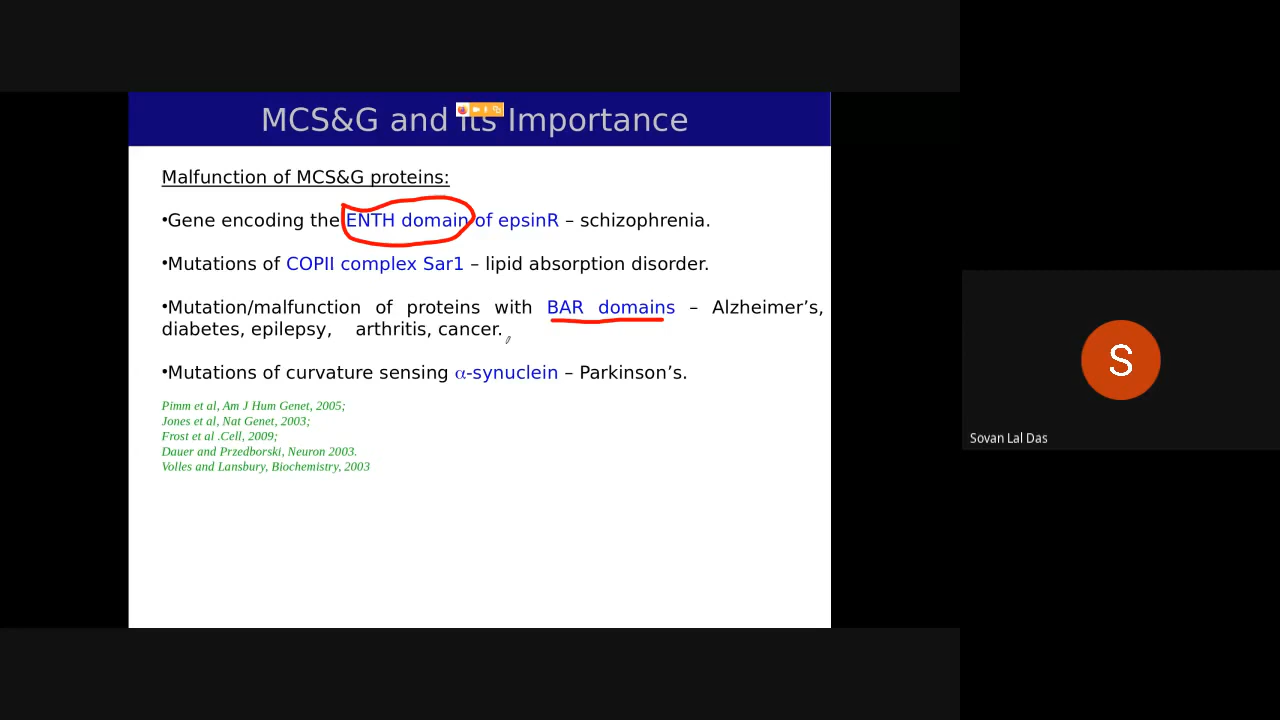 MCS&G and its Importance
Malfunction of MCS&G proteins:
•Gene encoding the ENTH domain of epsinR – schizophrenia.
•Mutations of COPII complex Sar1 – lipid absorption disorder.
•Mutation/malfunction of proteins with BAR domains – Alzheimer’s,
diabetes, epilepsy, arthritis, cancer.
•Mutations of curvature sensing α-synuclein – Parkinson’s.
Pimm et al, Am J Hum Genet, 2005;
Jones et al, Nat Genet, 2003;
Frost et al .Cell, 2009;
Dauer and Przedborski, Neuron 2003.
Volles and Lansbury, Biochemistry, 2003
S
Sovan Lal Das